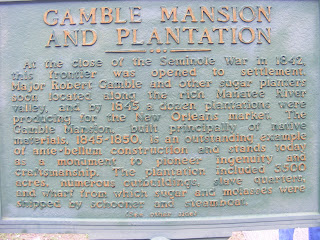 GAMBLE MANSION
AND PLANTATION
At the close of the Seminole War in 1842,
this frontier was opened to settlement.
Major Robert Gamble and other sugar planters
soon located along the rich Manatee River
valley, and by 1845 a dozen plantations were
producing for the New Orleans market. The
Gamble Mansion, built principally of native
materials, 1845-1850, is an outstanding example
of ante-bellum construction and stands today
as a monument to pioneer ingenuity and
craftsmanship. The plantation included 3500
acres, numerous outbuildings, slave quarters,
and a wharf from which sugar and molasses were
shipped by schooner and steamboat.